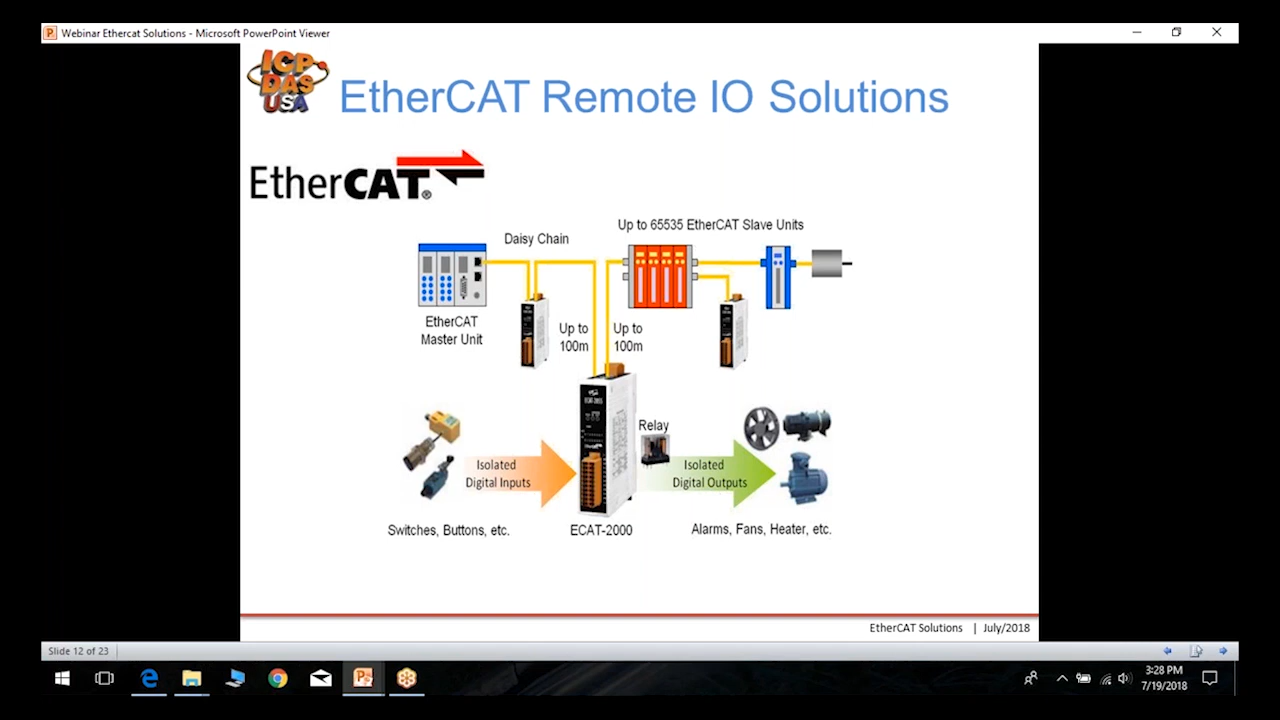 Webinar Ethercat Solutions - Microsoft PowerPoint Viewer
ICP
DAS
USA
EtherCAT Remote IO Solutions
EtherCAT®
Up to 65535 EtherCAT Slave Units
Daisy Chain
EtherCAT
Master Unit
Up to
100m
Up to
100m
Relay
Isolated
Digital Inputs
Isolated
Digital Outputs
Switches, Buttons, etc.
ECAT-2000
Alarms, Fans, Heater, etc.
EtherCAT Solutions | July/2018
Slide 12 of 23
3:28 PM
7/19/2018